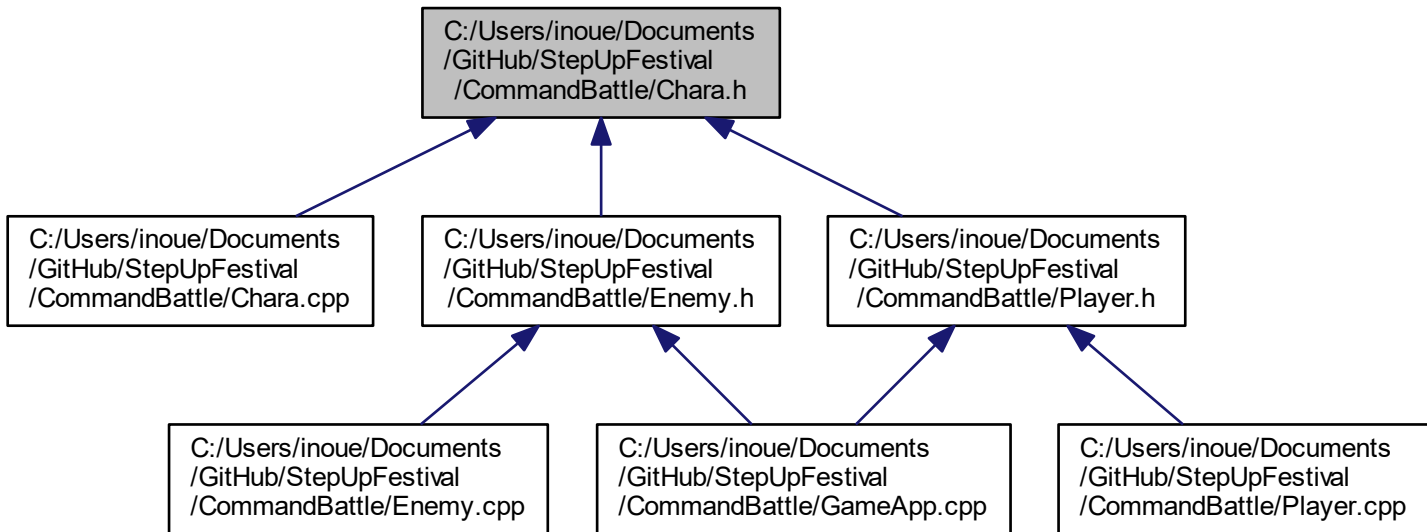 C:/Users/inoue/Documents
/GitHub/StepUpFestival
/CommandBattle/Chara.h
C:/Users/inoue/Documents
/GitHub/StepUpFestival
/CommandBattle/Chara.cpp
C:/Users/inoue/Documents
/GitHub/StepUpFestival
/CommandBattle/Enemy.h
C:/Users/inoue/Documents
/GitHub/StepUpFestival
/CommandBattle/Player.h
C:/Users/inoue/Documents
/GitHub/StepUpFestival
/CommandBattle/Enemy.cpp
C:/Users/inoue/Documents
/GitHub/StepUpFestival
/CommandBattle/GameApp.cpp
C:/Users/inoue/Documents
/GitHub/StepUpFestival
/CommandBattle/Player.cpp